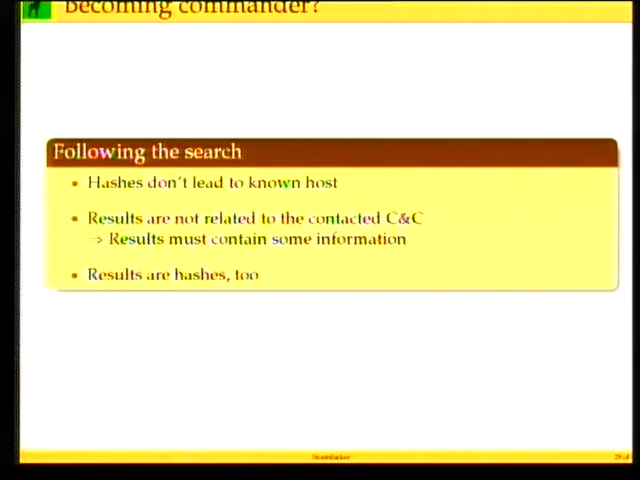 Becoming commander?
Following the search
Hashes don't lead to known host
Results are not related to the contacted C&C
⇒ Results must contain some information
Results are hashes, too